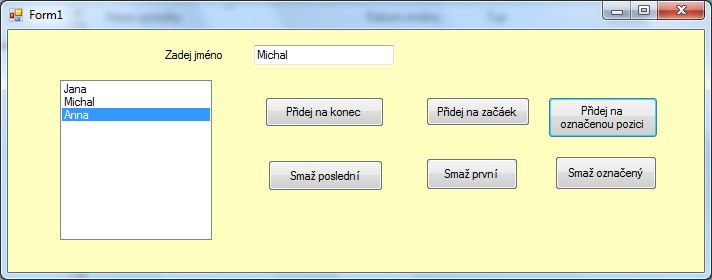 Form1
Zadej jméno
Michal
Jana
Michal
Anna
Přidej na konec
Přidej na začáek
Přidej na
označenou pozici
Smaž poslední
Smaž první
Smaž označený